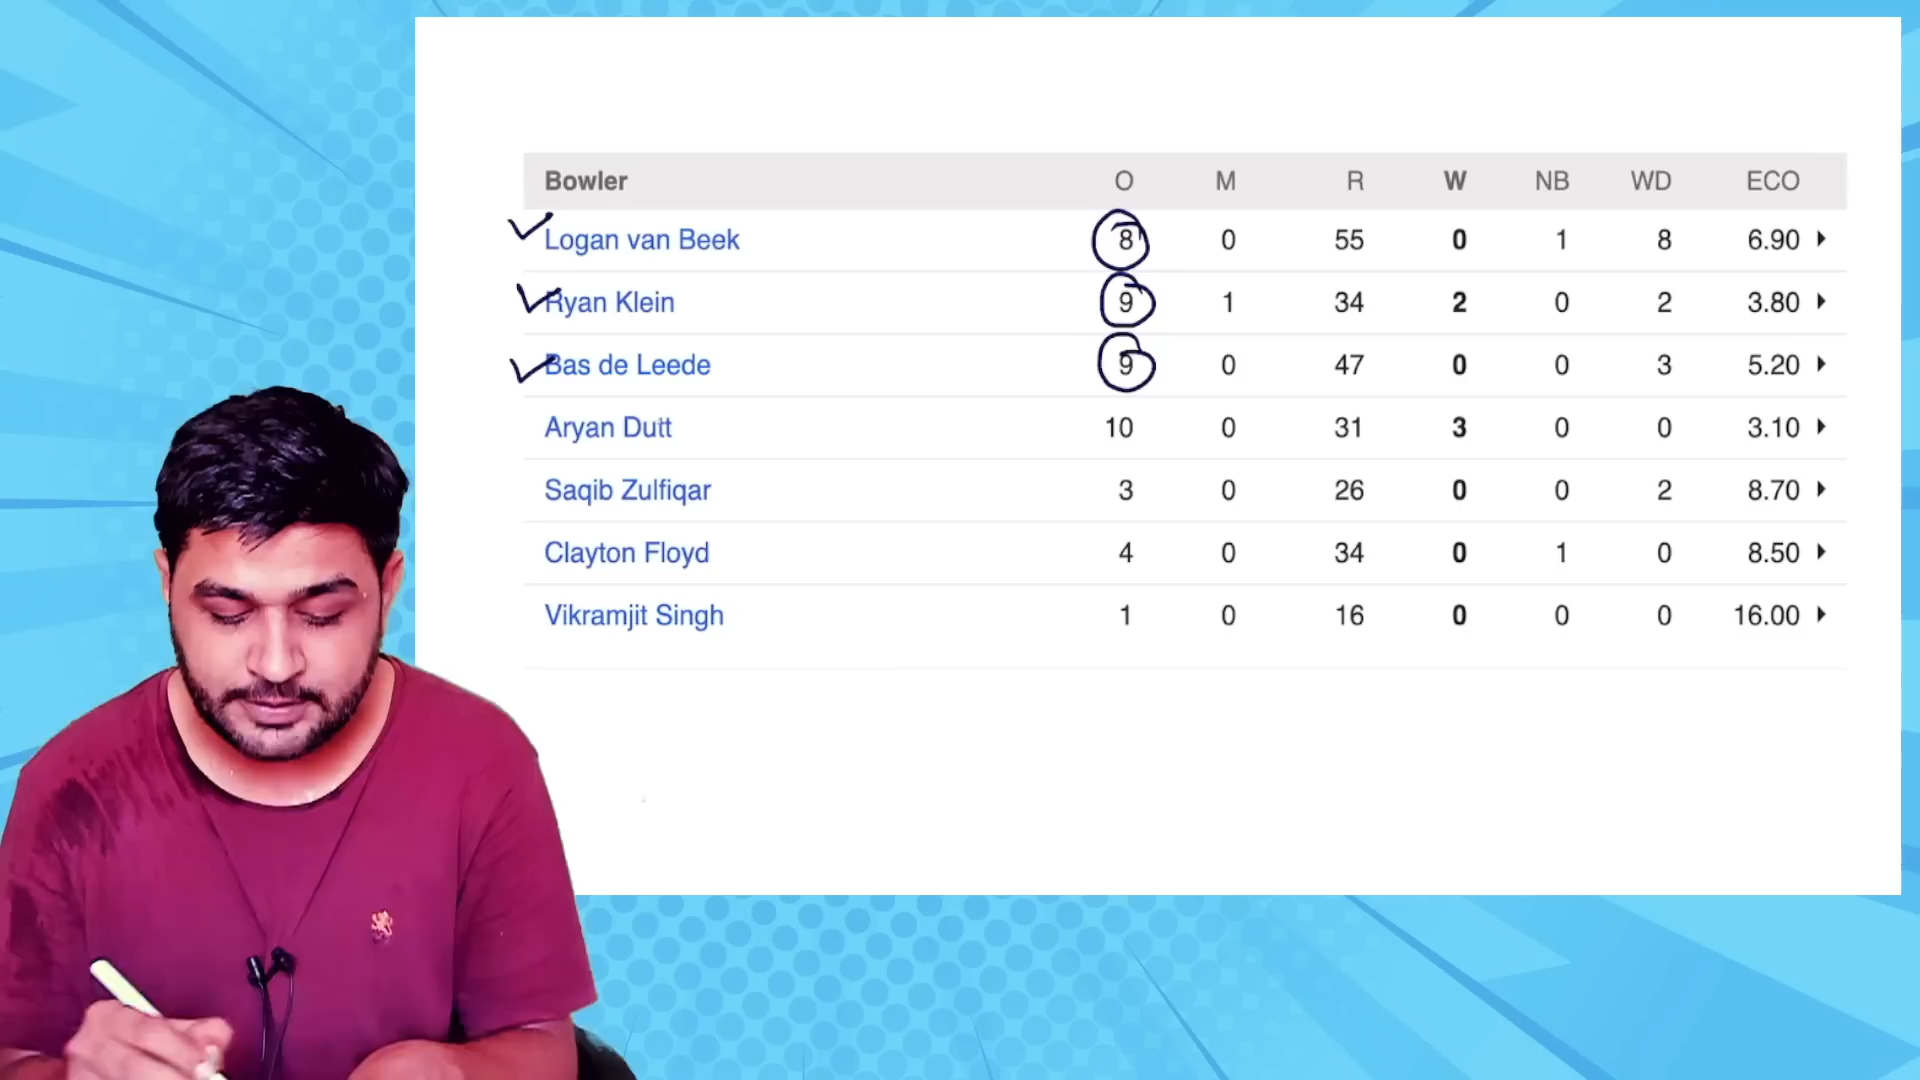 Bowler O M R W NB WD ECO
Logan van Beek 8 0 55 0 1 8 6.90
Ryan Klein 9 1 34 2 0 2 3.80
Bas de Leede 9 0 47 0 0 3 5.20
Aryan Dutt 10 0 31 3 0 0 3.10
Saqib Zulfiqar 3 0 26 0 0 2 8.70
Clayton Floyd 4 0 34 0 1 0 8.50
Vikramjit Singh 1 0 16 0 0 0 16.00